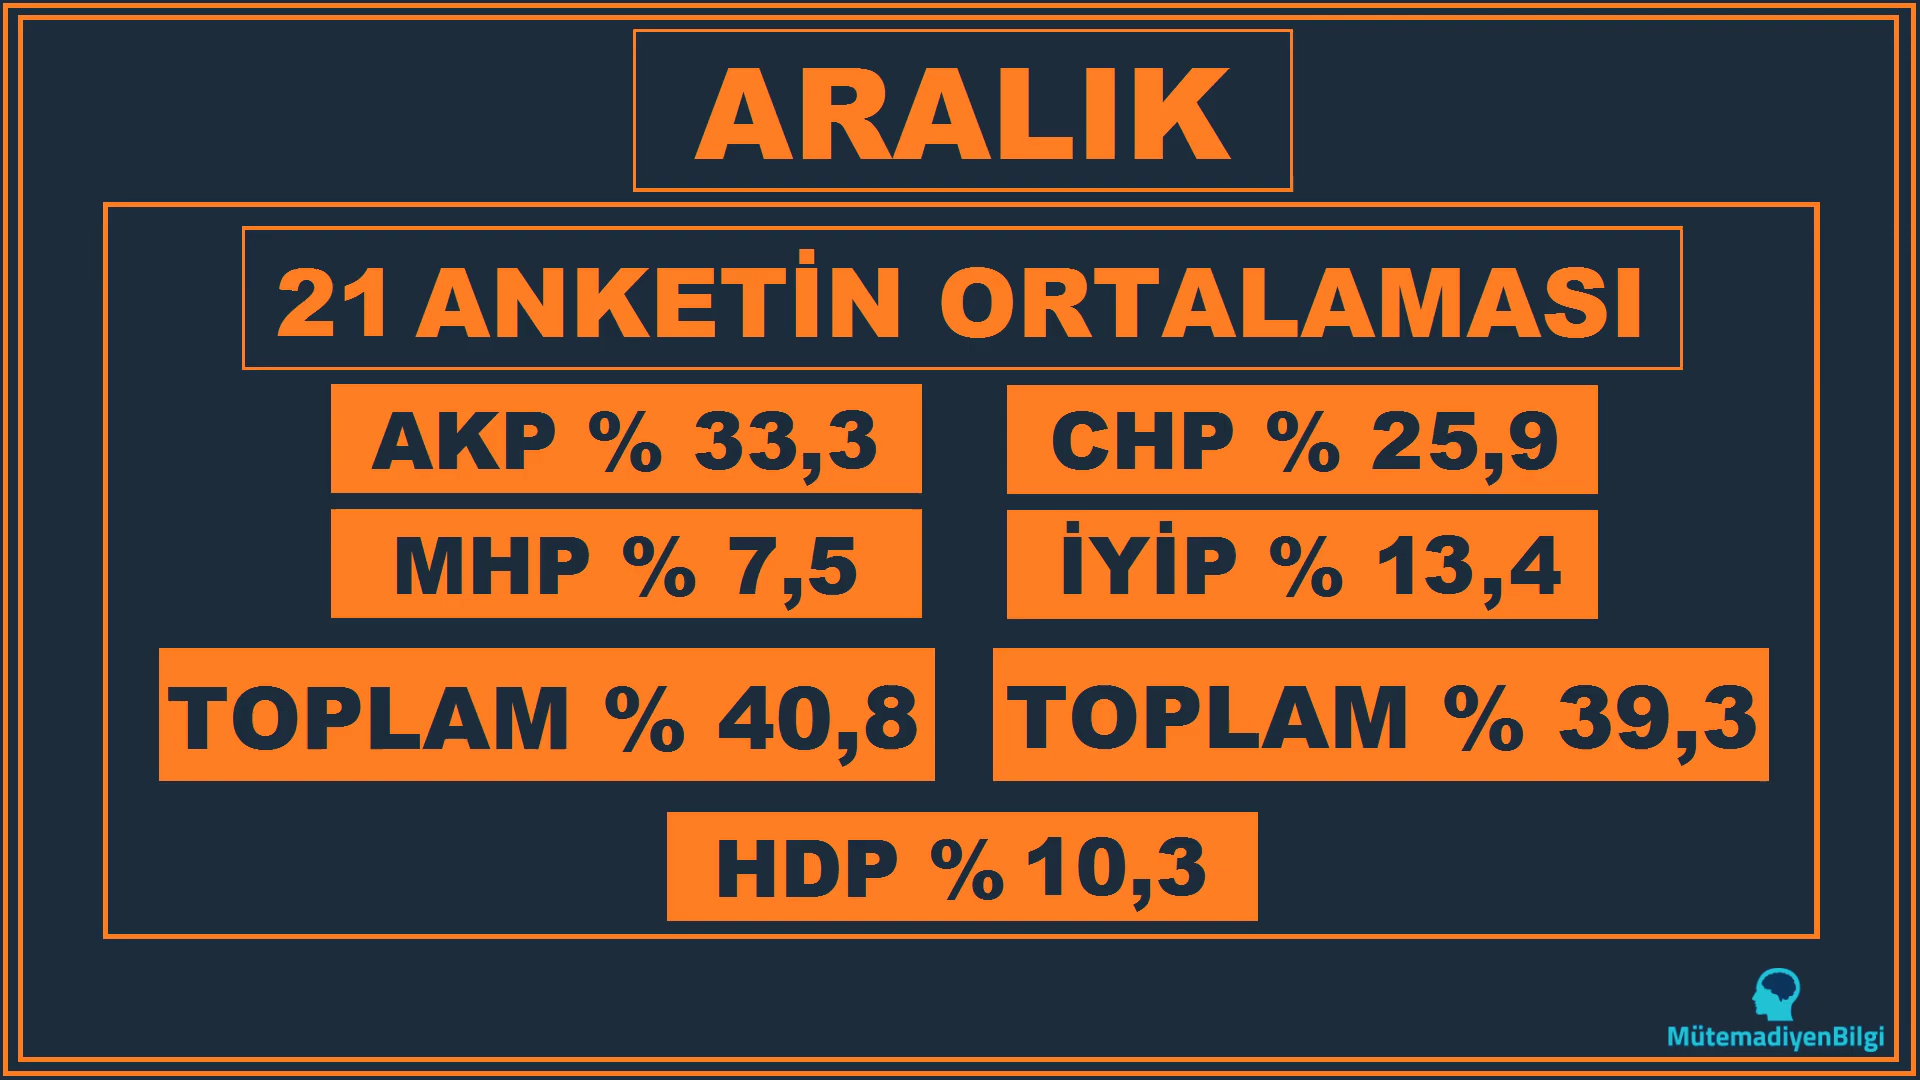 ARALIK
21 ANKETİN ORTALAMASI
AKP % 33,3
CHP % 25,9
MHP % 7,5
İYİP % 13,4
TOPLAM % 40,8
TOPLAM % 39,3
HDP % 10,3
MütemadiyenBilgi